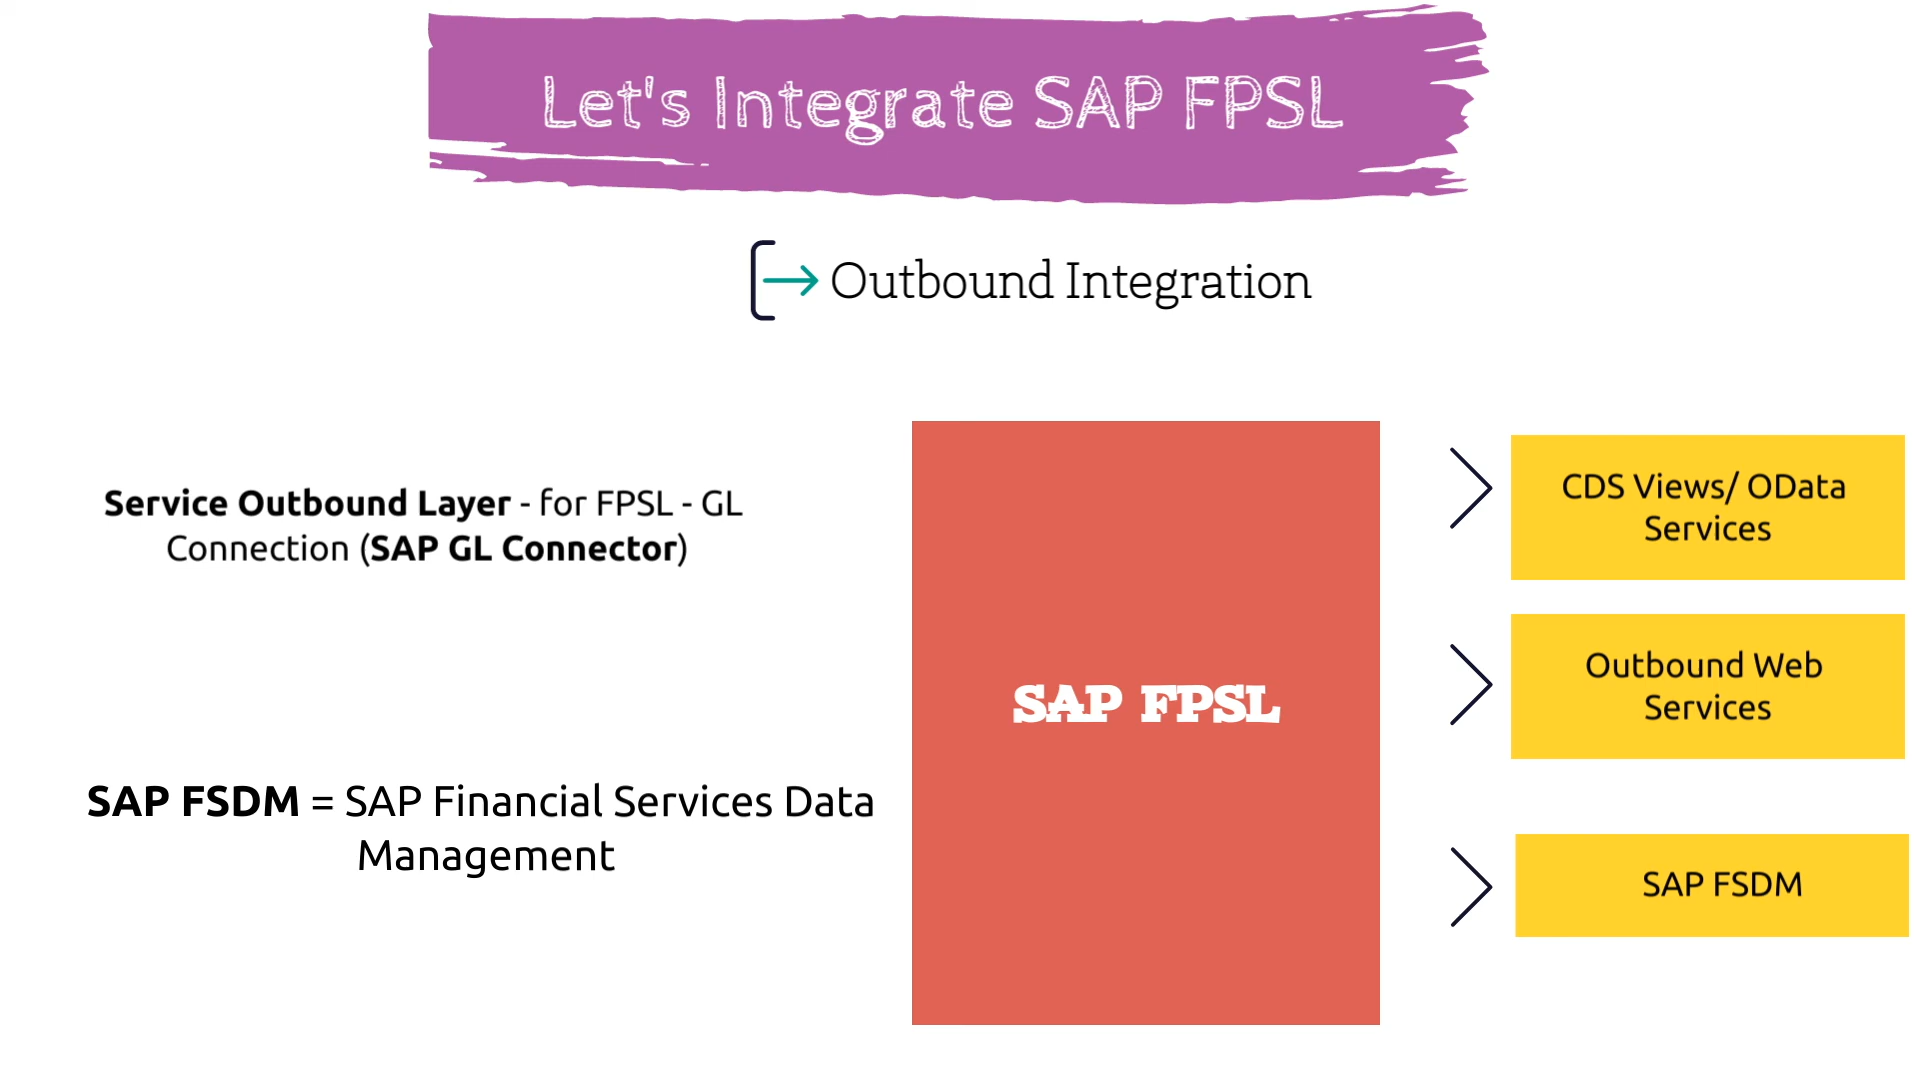 Let's Integrate SAP FPSL
Outbound Integration
Service Outbound Layer - for FPSL - GL
Connection (SAP GL Connector)
SAP FSDM = SAP Financial Services Data
Management
SAP FPSL
CDS Views/ OData
Services
Outbound Web
Services
SAP FSDM